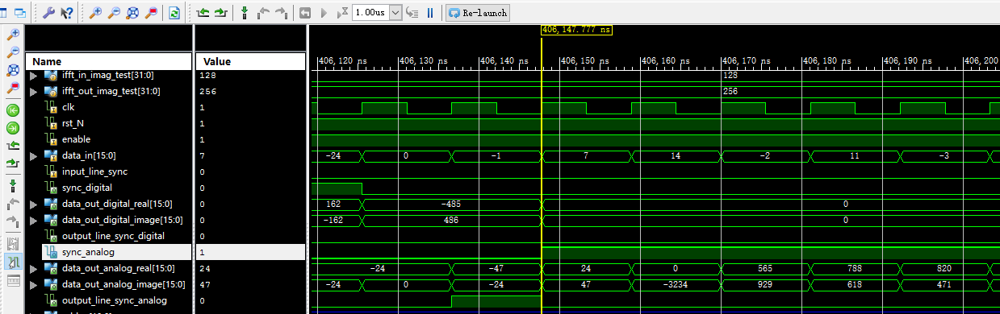 1.00us Re-launch
406,147.777 ns
Name Value
406,120 ns 406,130 ns 406,140 ns 406,150 ns 406,160 ns 406,170 ns 406,180 ns 406,190 ns 406,200
ifft_in_imag_test[31:0] 128 128
ifft_out_imag_test[31:0] 256 256
clk 1
rst_N 1
enable 1
data_in[15:0] 7 -24 0 -1 7 14 -2 11 -3
input_line_sync 0
sync_digital 0
data_out_digital_real[15:0] 0 162 -485 0
data_out_digital_image[15:0] 0 -162 486 0
output_line_sync_digital 0
sync_analog 1
data_out_analog_real[15:0] 24 -24 -47 24 0 565 788 820
data_out_analog_image[15:0] 47 -24 0 -24 47 -3234 929 618 471
output_line_sync_analog 0